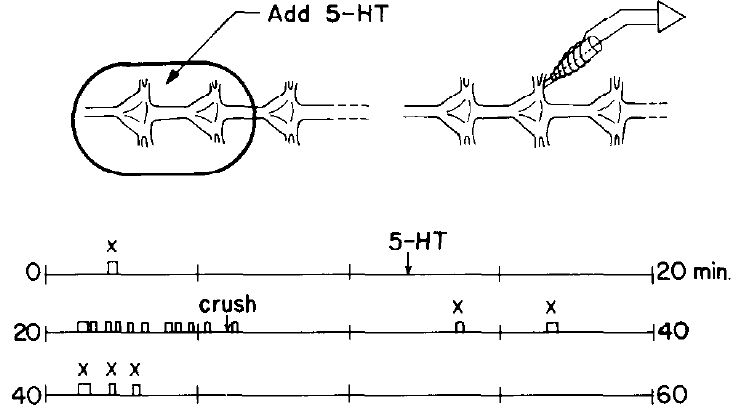 Add 5-HT
X
5-HT
0
20 min.
crush
X X
20
40
X X X
40
60